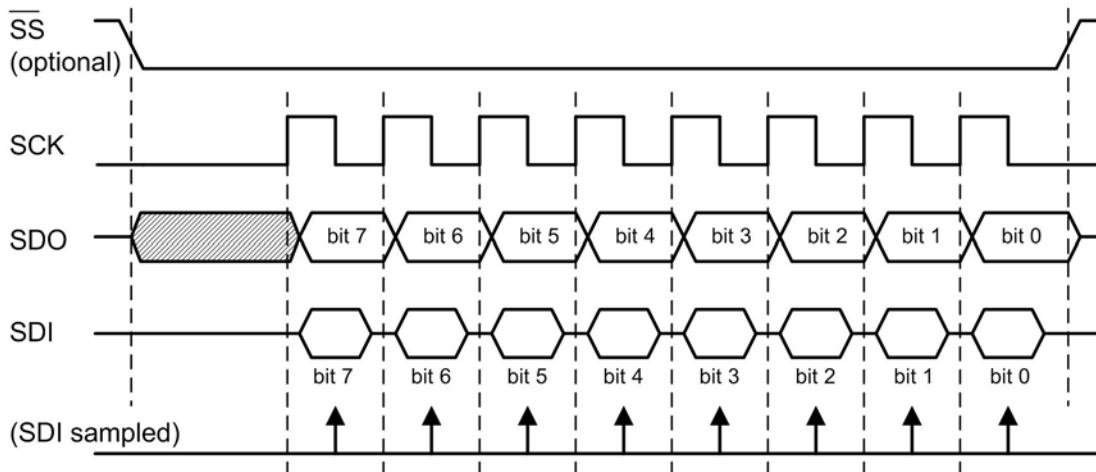 SS
(optional)
SCK
SDO
bit 7 bit 6 bit 5 bit 4 bit 3 bit 2 bit 1 bit 0
SDI
bit 7 bit 6 bit 5 bit 4 bit 3 bit 2 bit 1 bit 0
(SDI sampled)